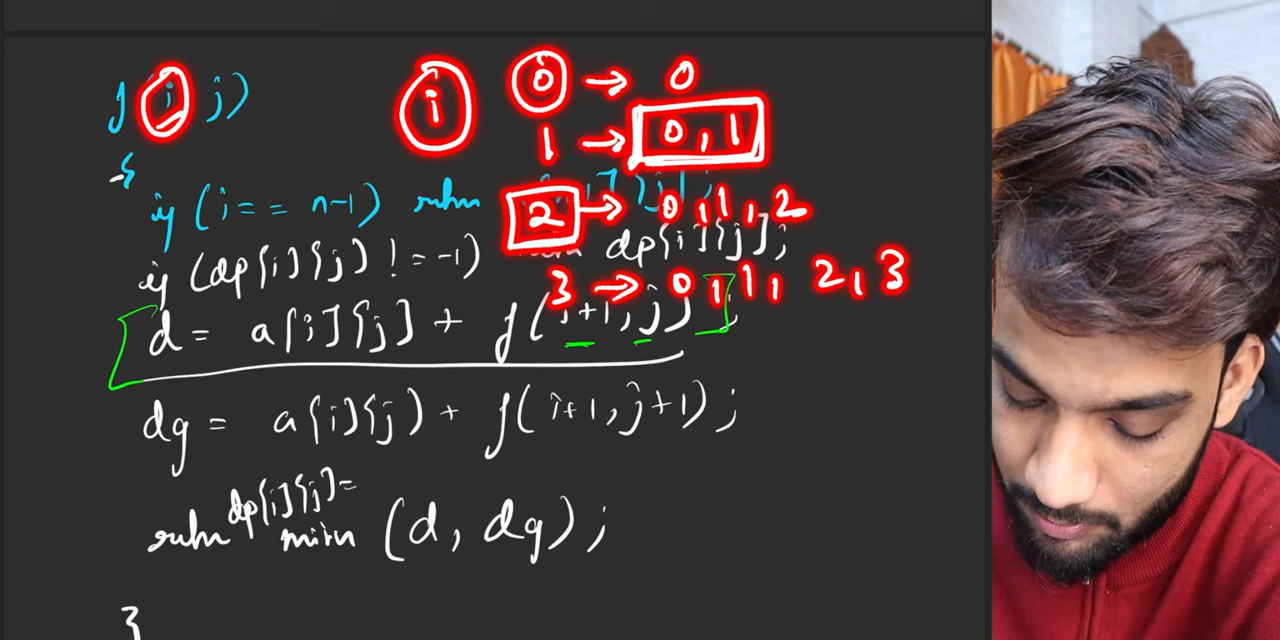 f(i, j)
i 0 → 0
1 → 0, 1
{
if (i == n-1) return [j];
2 → 0, 1, 2
if (dp[i][j] != -1) dp[i][j];
3 → 0, 1, 2, 3
d = a[i][j] + f(i+1, j);
dg = a[i][j] + f(i+1, j+1);
return dp[i][j] = min (d, dg);
}